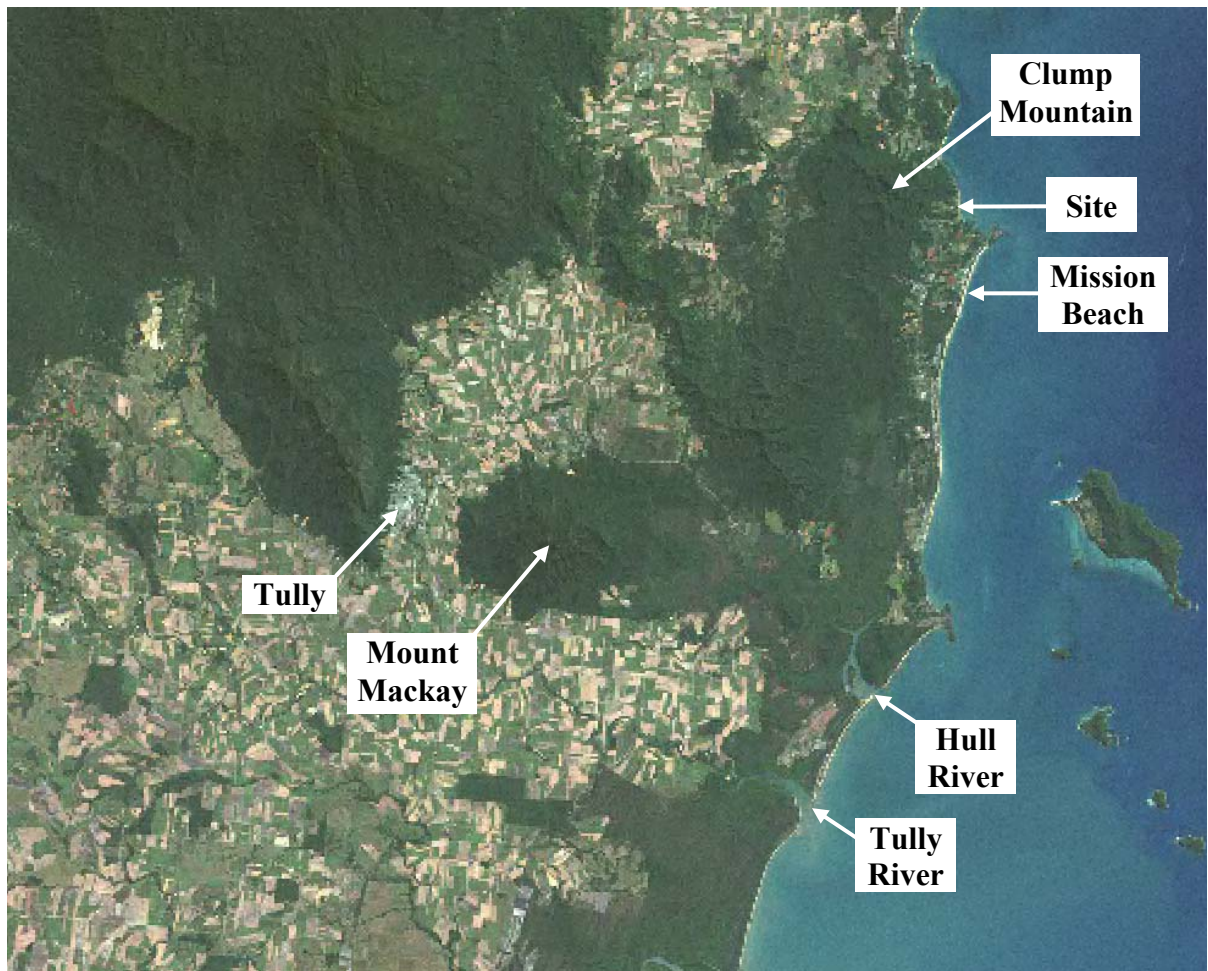 Clump
Mountain
Site
Mission
Beach
Tully
Mount
Mackay
Hull
River
Tully
River